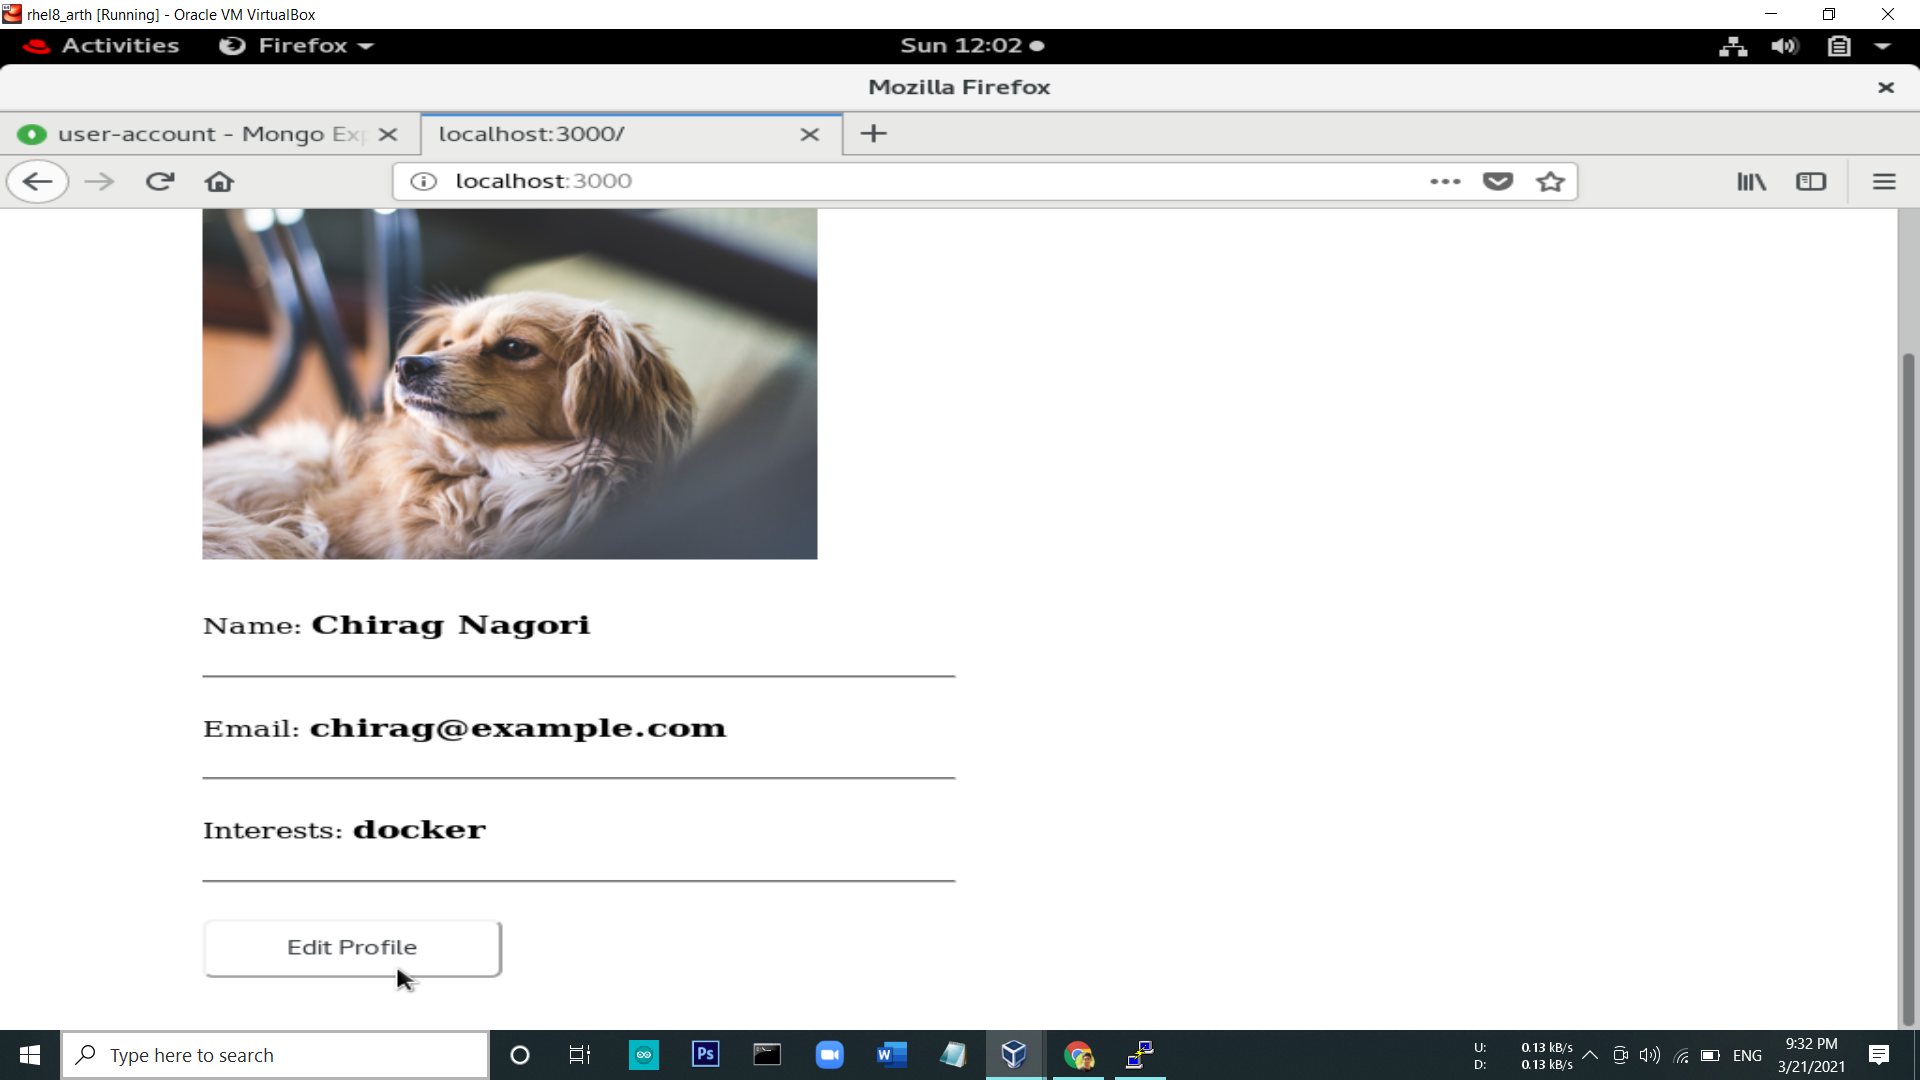 rhel8_arth [Running] - Oracle VM VirtualBox
Activities Firefox Sun 12:02
Mozilla Firefox
user-account - Mongo Exp localhost:3000/
localhost:3000
Name: Chirag Nagori
Email: chirag@example.com
Interests: docker
Edit Profile
Type here to search
Ps
W
U: 0.13 kB/s
D: 0.13 kB/s
ENG
9:32 PM
3/21/2021